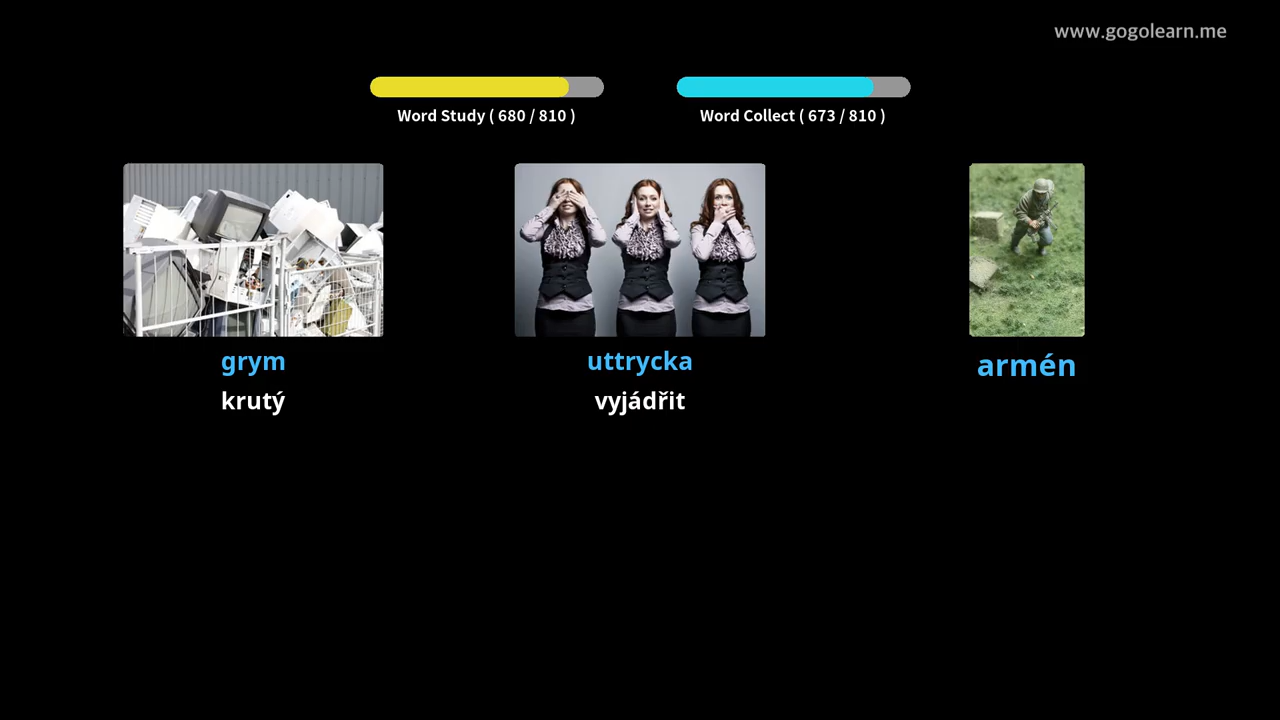 www.gogolearn.me
Word Study ( 680 / 810 )
Word Collect ( 673 / 810 )
grym
krutý
uttrycka
vyjádřit
armén